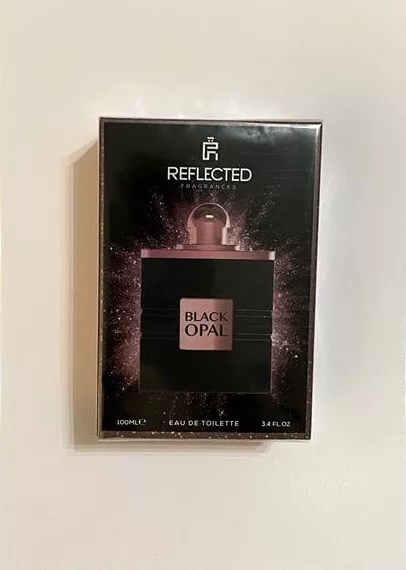 REFLECTED
FRAGRANCES
BLACK
OPAL
100ML℮ EAU DE TOILETTE 3.4 FL.OZ